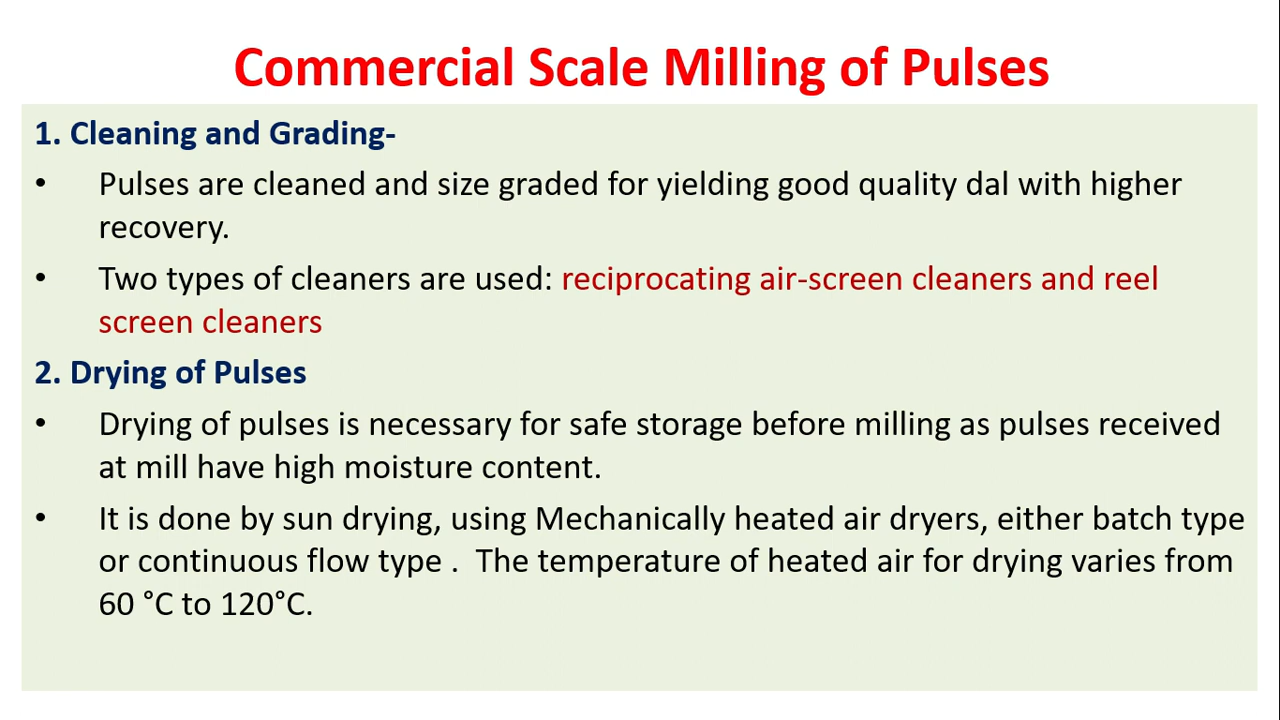 Commercial Scale Milling of Pulses
1. Cleaning and Grading-
• Pulses are cleaned and size graded for yielding good quality dal with higher
recovery.
• Two types of cleaners are used: reciprocating air-screen cleaners and reel
screen cleaners
2. Drying of Pulses
• Drying of pulses is necessary for safe storage before milling as pulses received
at mill have high moisture content.
• It is done by sun drying, using Mechanically heated air dryers, either batch type
or continuous flow type .  The temperature of heated air for drying varies from
60 °C to 120°C.